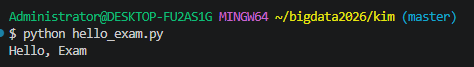 Administrator@DESKTOP-FU2AS1G MINGW64 ~/bigdata2026/kim (master)
$ python hello_exam.py
Hello, Exam